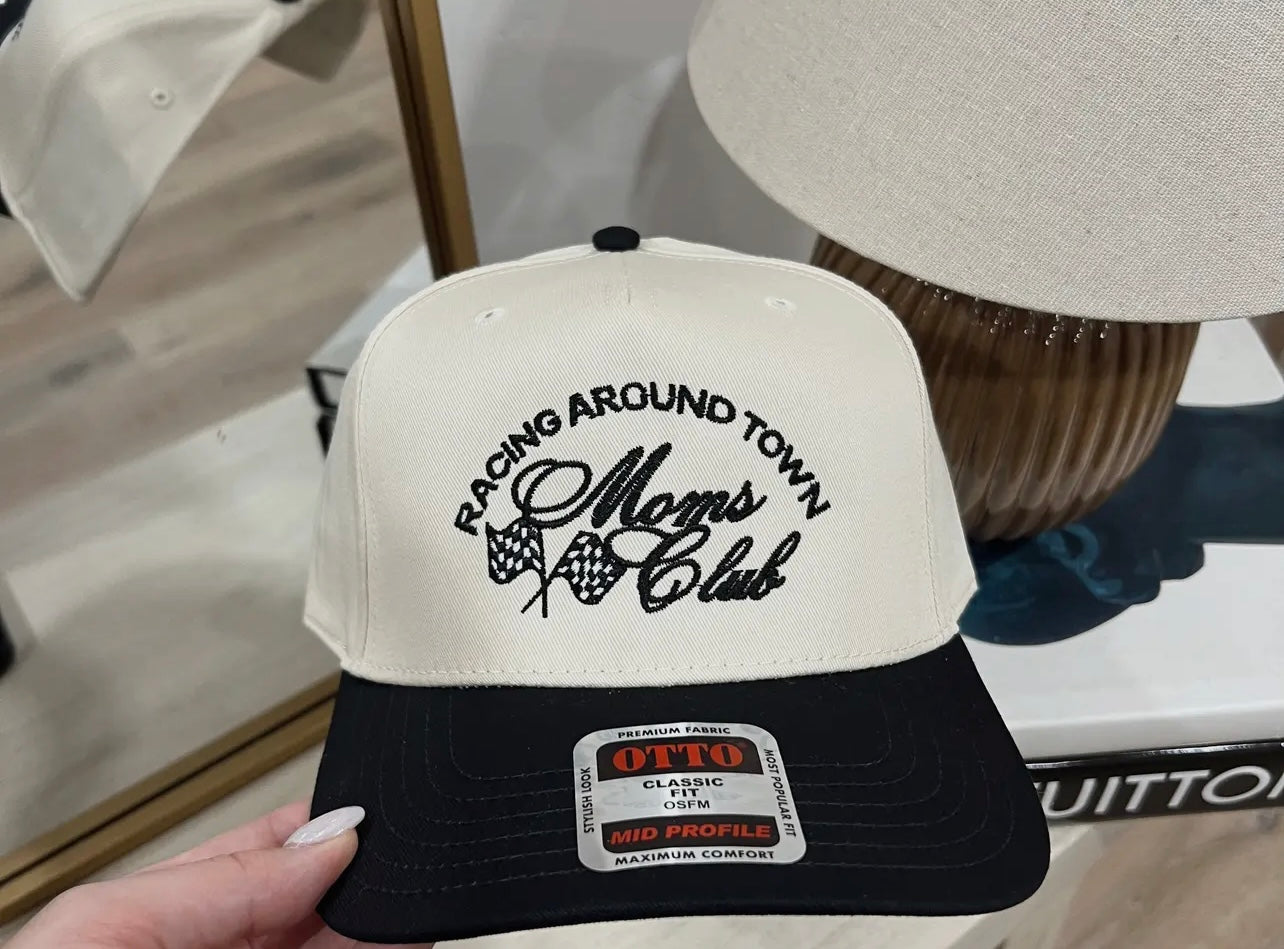 RACING AROUND TOWN
Moms
Club
PREMIUM FABRIC
OTTO
CLASSIC
FIT
OSFM
MID PROFILE
MAXIMUM COMFORT
STYLISH LOOK
MOST POPULAR FIT
UITTO